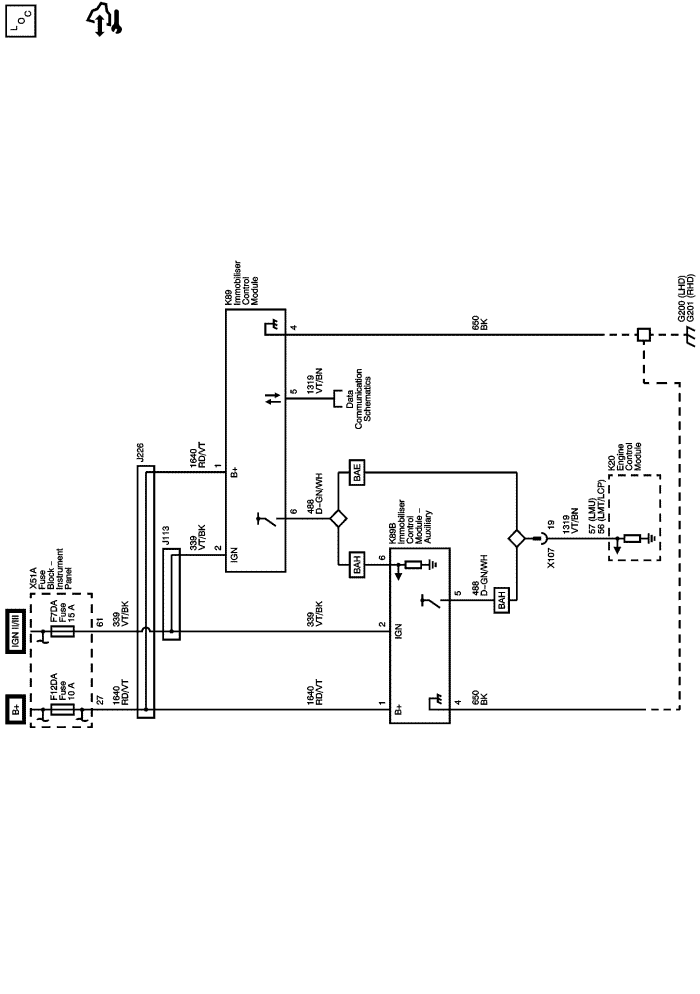 L O C
B+
IGN II/III
X51A
Fuse
Block –
Instrument
Panel
F12DA
Fuse
10 A
F7DA
Fuse
15 A
27
61
1640
RD/VT
339
VT/BK
J226
J113
339
VT/BK
1640
RD/VT
2
1
IGN
B+
K89
Immobiliser
Control
Module
6
5
4
488
D–GN/WH
1319
VT/BN
Data
Communication
Schematics
650
BK
1640
RD/VT
339
VT/BK
BAH
BAE
1
2
6
B+
IGN
K89B
Immobiliser
Control
Module –
Auxiliary
4
5
650
BK
488
D–GN/WH
BAH
X107
19
1319
VT/BN
57 (LMU)
56 (LMT/LCP)
K20
Engine
Control
Module
G200 (LHD)
G201 (RHD)